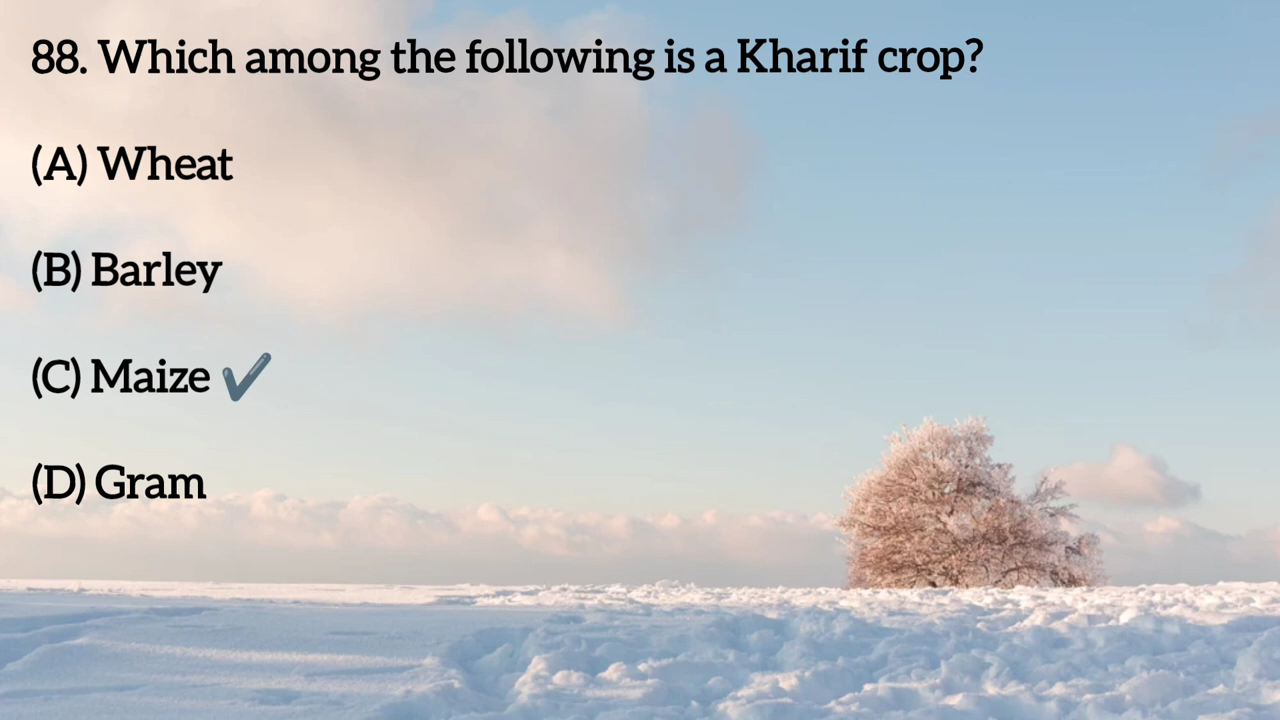 88. Which among the following is a Kharif crop?
(A) Wheat
(B) Barley
(C) Maize ✔
(D) Gram